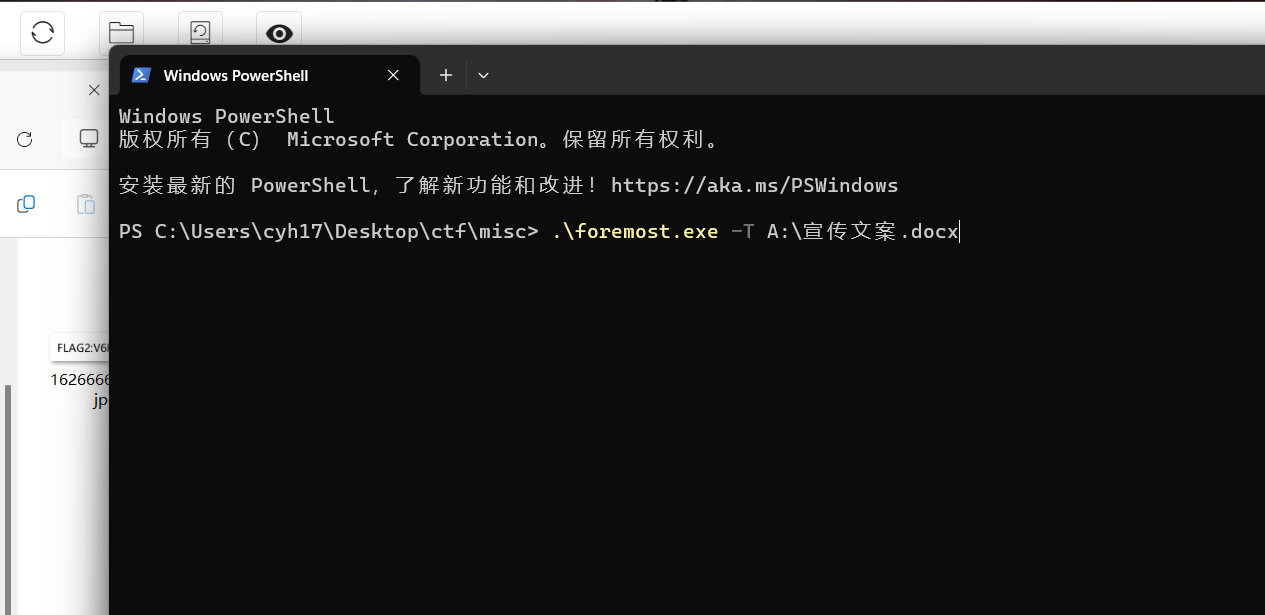 Windows PowerShell
Windows PowerShell
版权所有 (C)  Microsoft Corporation。保留所有权利。
安装最新的 PowerShell，了解新功能和改进！https://aka.ms/PSWindows
PS C:\Users\cyh17\Desktop\ctf\misc> .\foremost.exe -T A:\宣传文案.docx
FLAG2:V6
162666
jp